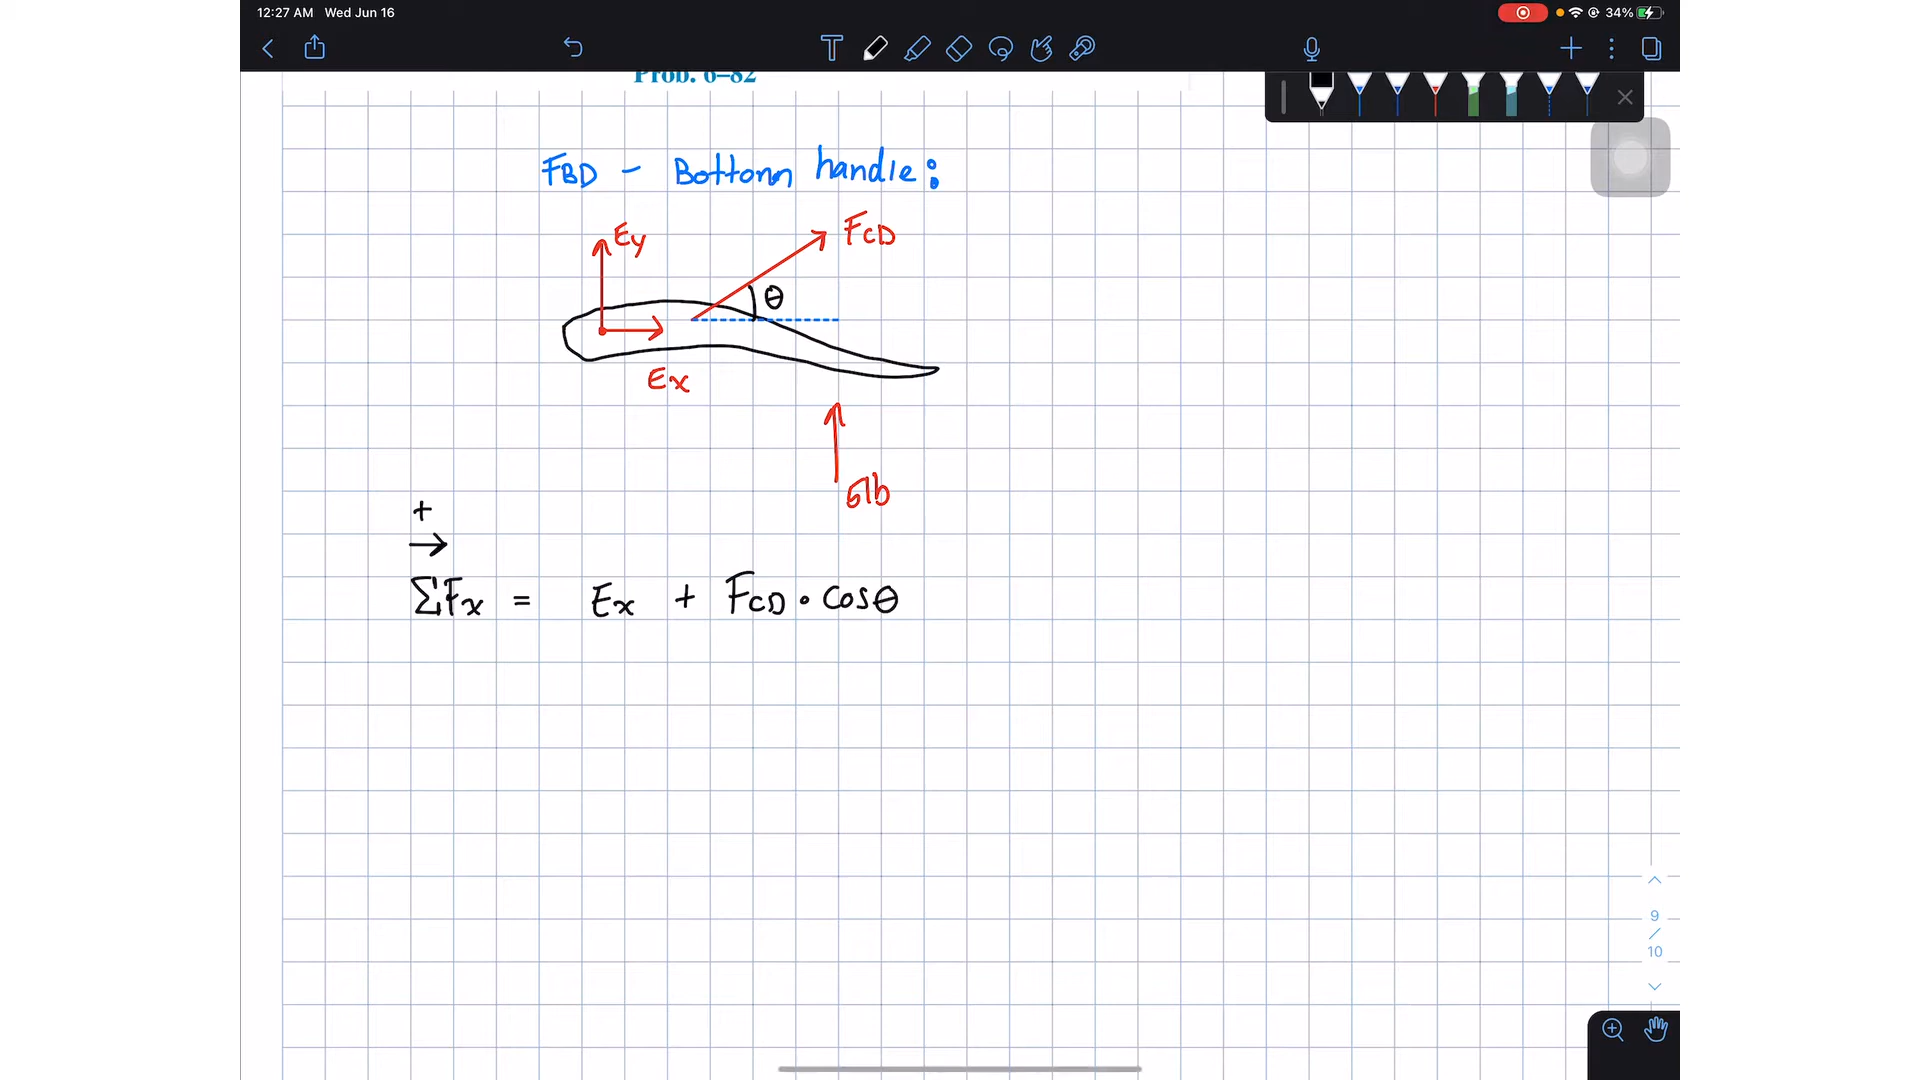 12:27 AM Wed Jun 16
34%
Prob. 6–82
FBD - Bottom handle:
Ey
FCD
θ
Ex
5lb
+
→
ΣFx = Ex + FCD · cosθ
9
/
10